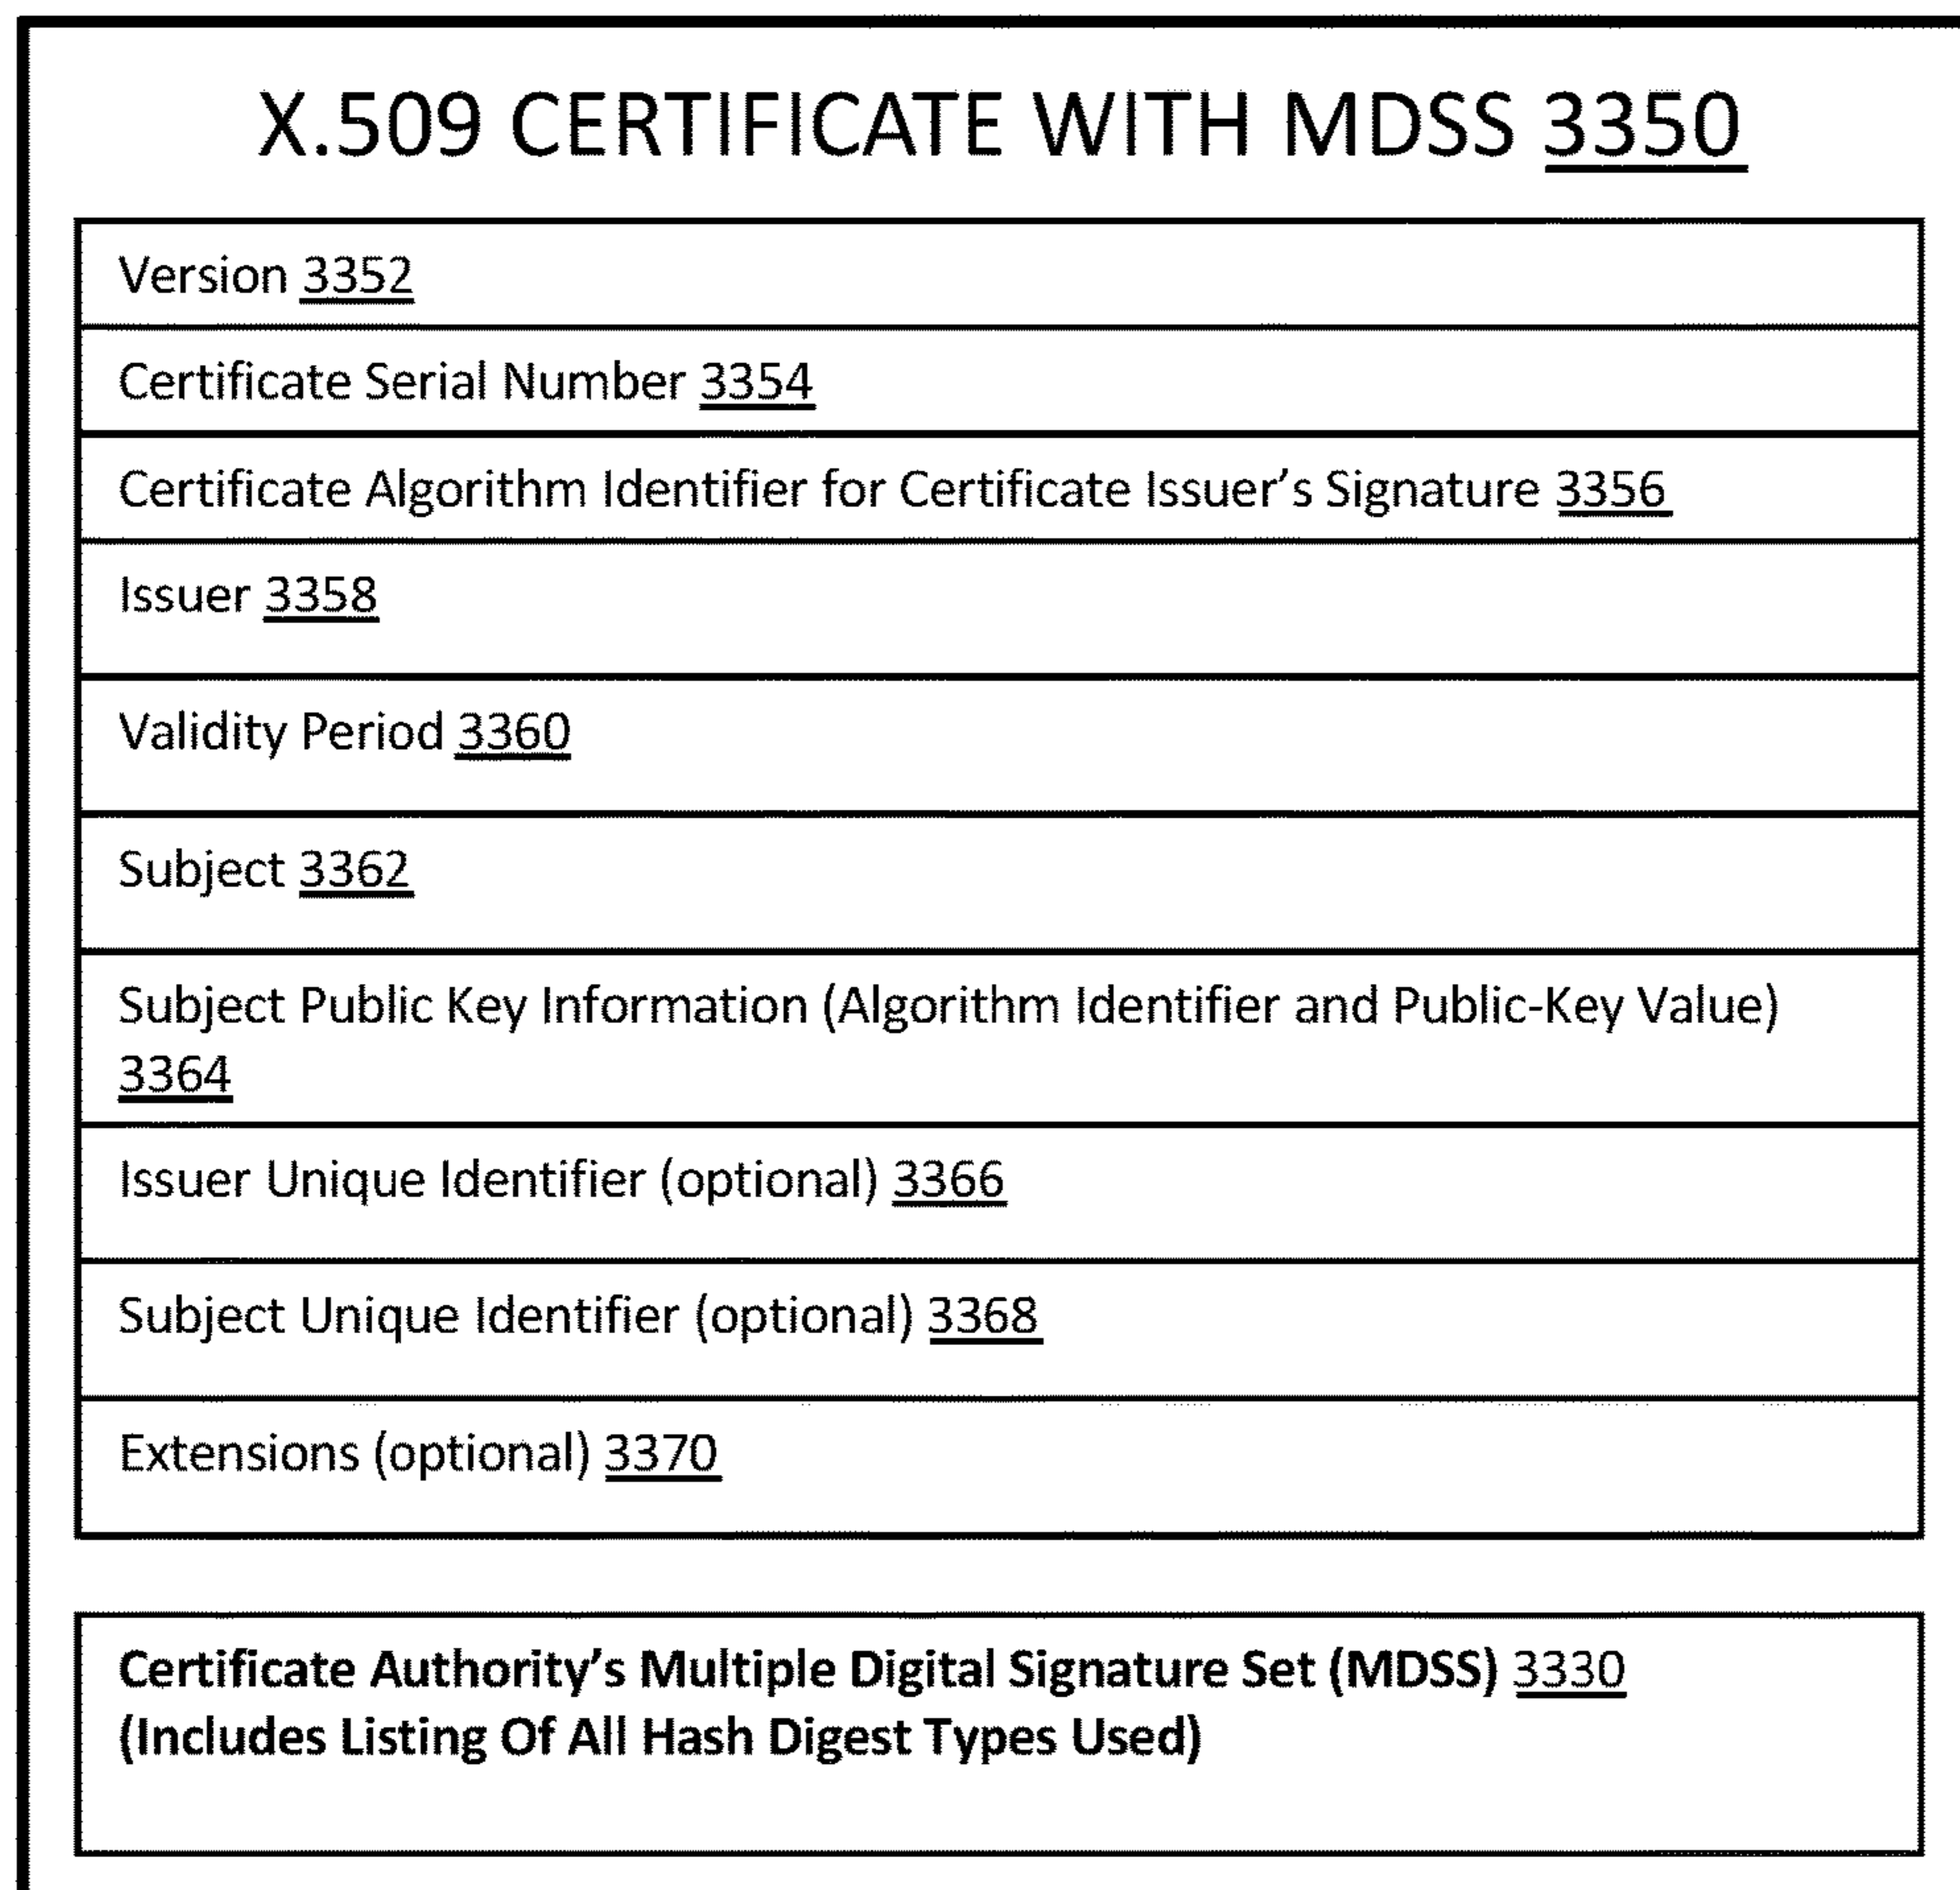 X.509 CERTIFICATE WITH MDSS 3350
Version 3352
Certificate Serial Number 3354
Certificate Algorithm Identifier for Certificate Issuer’s Signature 3356
Issuer 3358
Validity Period 3360
Subject 3362
Subject Public Key Information (Algorithm Identifier and Public-Key Value)
3364
Issuer Unique Identifier (optional) 3366
Subject Unique Identifier (optional) 3368
Extensions (optional) 3370
Certificate Authority’s Multiple Digital Signature Set (MDSS) 3330
(Includes Listing Of All Hash Digest Types Used)